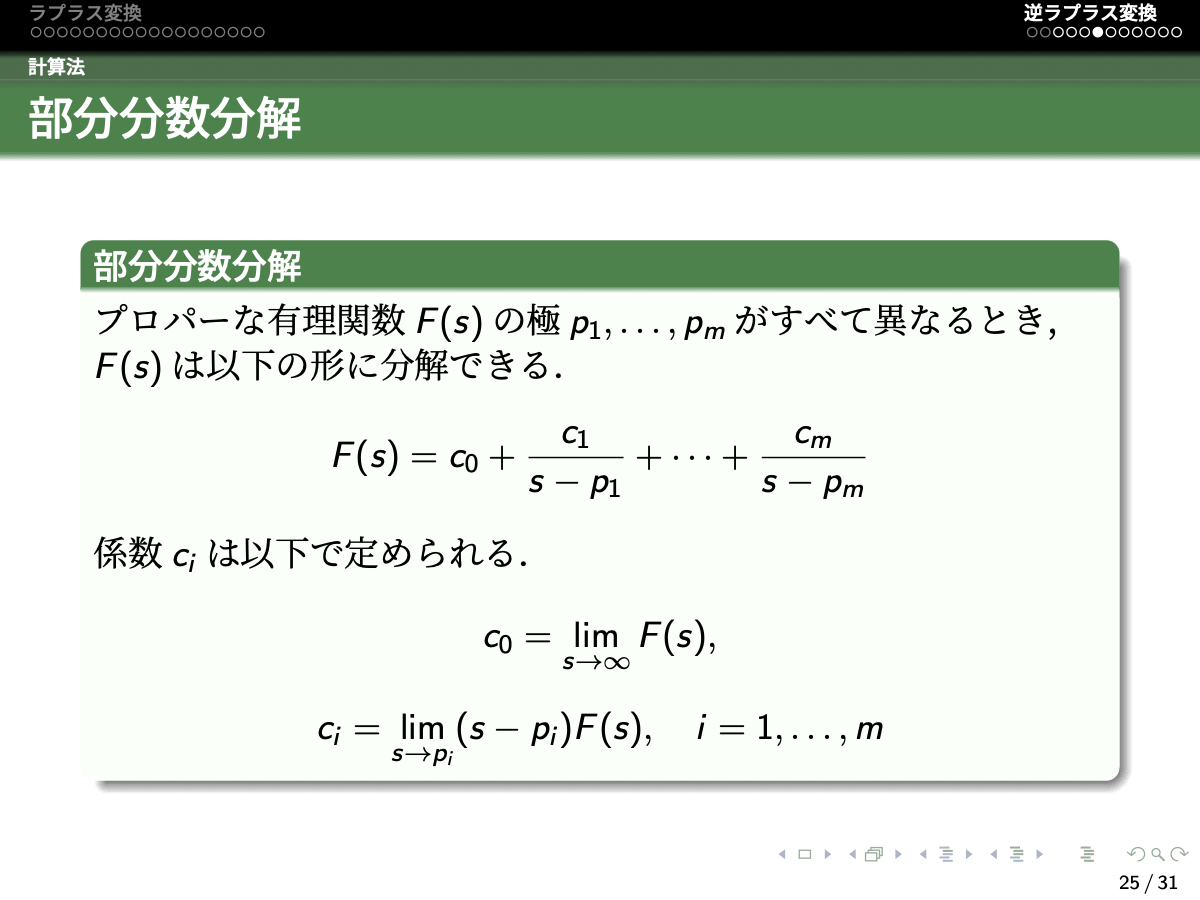 ラプラス変換
逆ラプラス変換
計算法
部分分数分解
部分分数分解
プロパーな有理関数 F(s) の極 p₁, . . . , pₘ がすべて異なるとき,
F(s) は以下の形に分解できる.
F(s) = c₀ + c₁/(s − p₁) + · · · + cₘ/(s − pₘ)
係数 cᵢ は以下で定められる.
c₀ = lim_{s→∞} F(s),
cᵢ = lim_{s→pᵢ} (s − pᵢ)F(s), i = 1, . . . , m
25 / 31